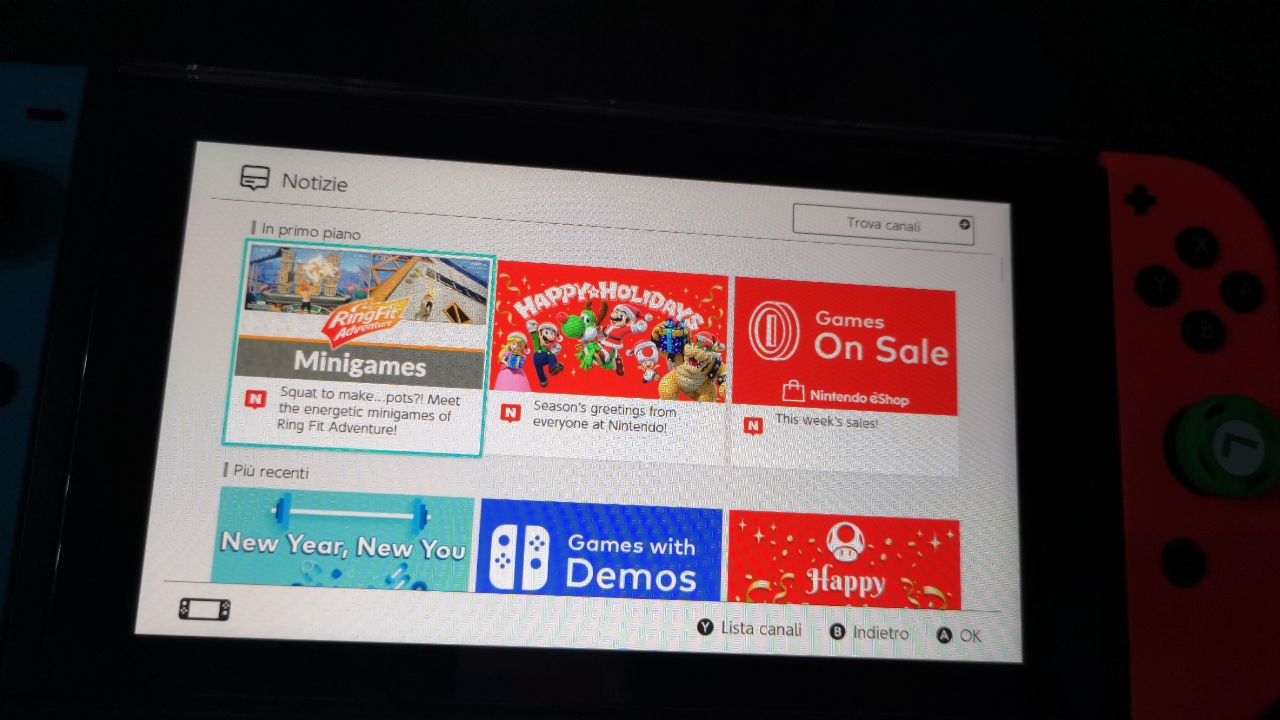 Notizie
Trova canali
In primo piano
RingFit
Adventure
Minigames
N
Squat to make...pots?! Meet
the energetic minigames of
Ring Fit Adventure!
HAPPY HOLIDAYS
N
Season's greetings from
everyone at Nintendo!
Games
On Sale
Nintendo eShop
N
This week's sales!
Più recenti
New Year, New You
Games with
Demos
Happy
Y Lista canali
B Indietro
A OK
X
Y
A
B
L